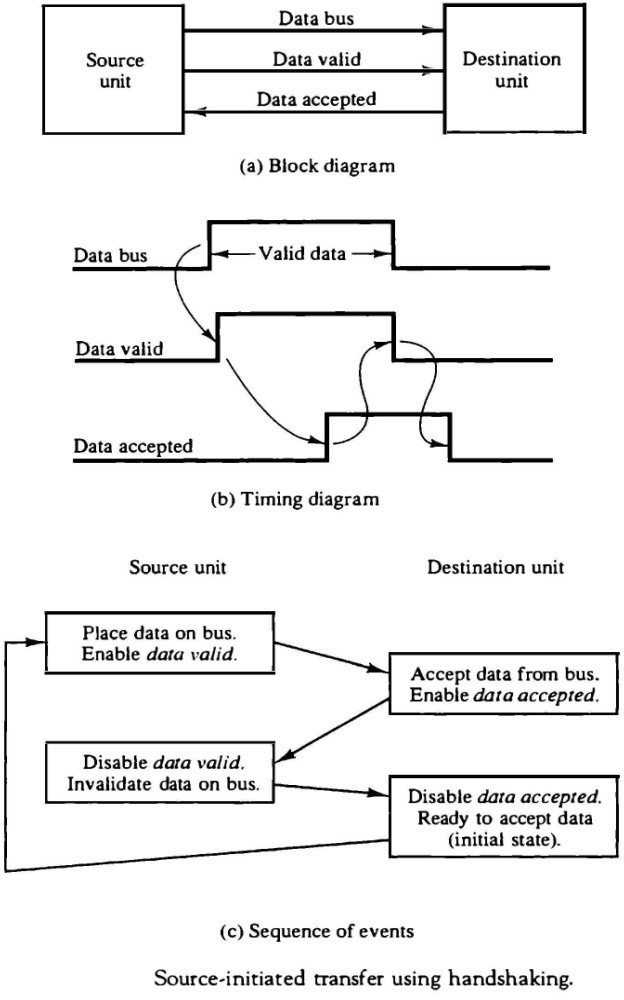 Data bus
Source
unit
Data valid
Destination
unit
Data accepted
(a) Block diagram
Data bus
Valid data
Data valid
Data accepted
(b) Timing diagram
Source unit
Destination unit
Place data on bus.
Enable data valid.
Accept data from bus.
Enable data accepted.
Disable data valid.
Invalidate data on bus.
Disable data accepted.
Ready to accept data
(initial state).
(c) Sequence of events
Source-initiated transfer using handshaking.